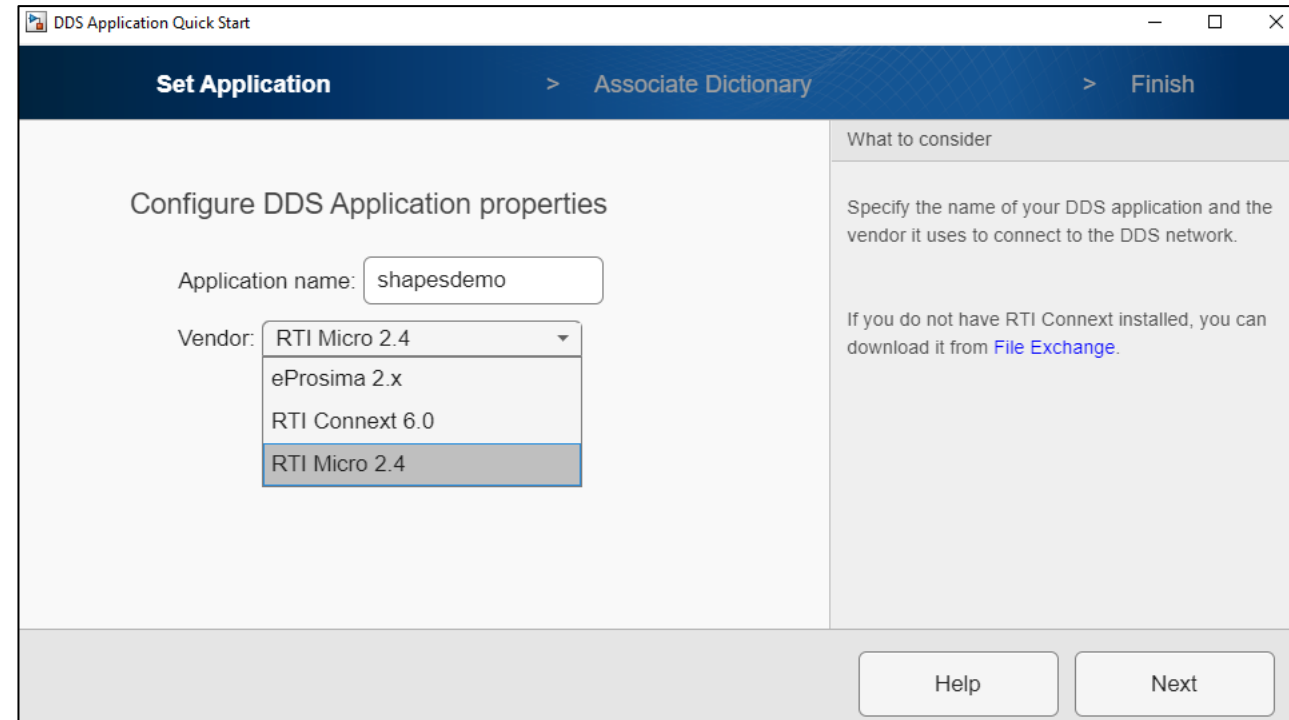 DDS Application Quick Start
Set Application > Associate Dictionary > Finish
Configure DDS Application properties
Application name: shapesdemo
Vendor: RTI Micro 2.4
eProsima 2.x
RTI Connext 6.0
RTI Micro 2.4
What to consider
Specify the name of your DDS application and the
vendor it uses to connect to the DDS network.
If you do not have RTI Connext installed, you can
download it from File Exchange.
Help
Next